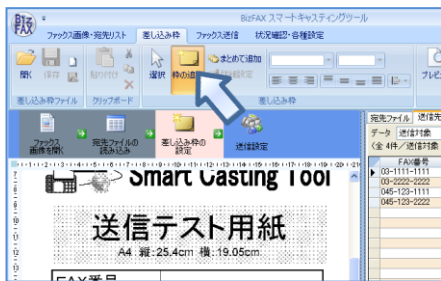 BizFAX スマートキャスティングツール
BizFAX
ファックス画像・宛先リスト 差し込み枠 ファックス送信 状況確認・各種設定
開く 保存 貼り付け 選択 枠の追加 まとめて追加 プレビ
差し込み枠ファイル クリップボード 差し込み枠
ファックス画像を開く 宛先ファイルの読み込み 差し込み枠の設定 送信設定
宛先ファイル 送信先
データ 送信対象
(全 4件/送信対象
FAX番号
03-1111-1111
03-2222-2222
045-123-1111
045-123-2222
Smart Casting Tool
送信テスト用紙
A4 縦:25.4cm 横:19.05cm
FAX番号